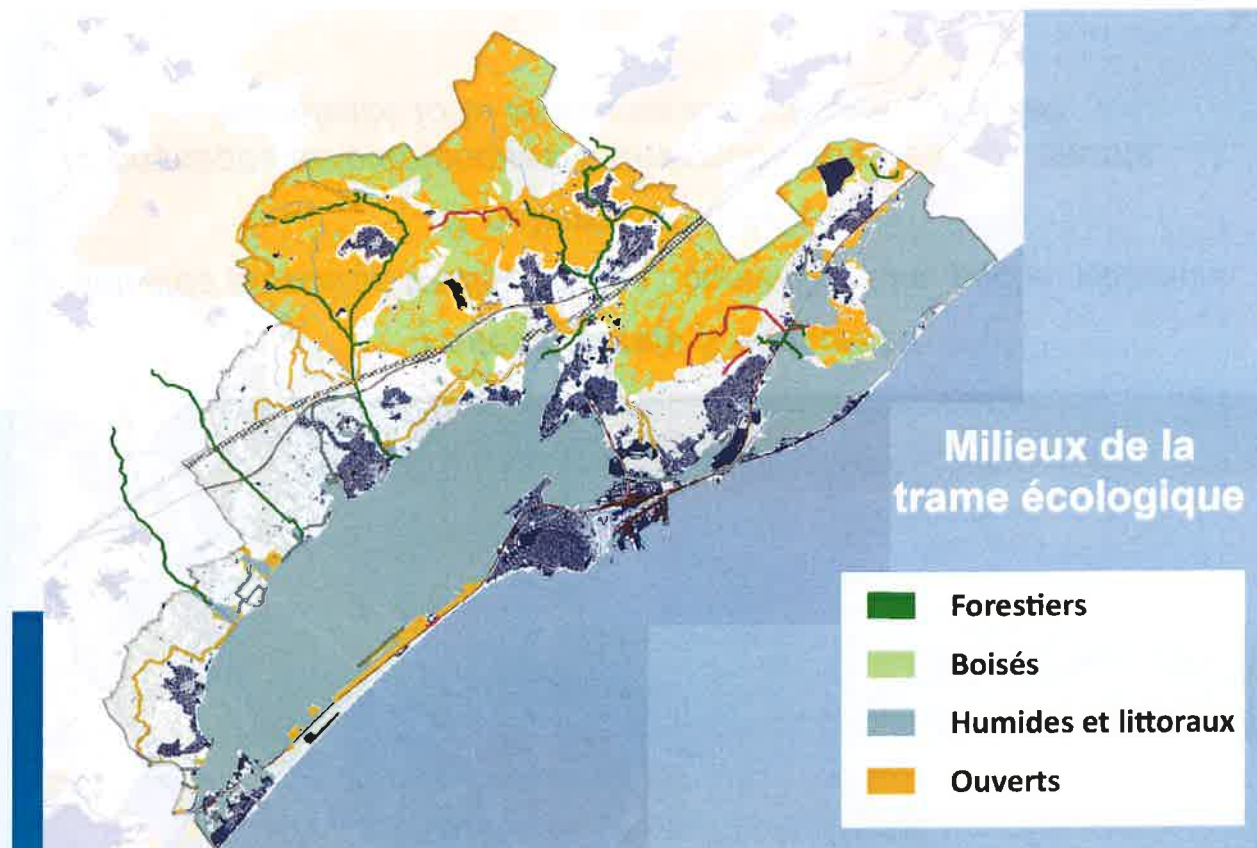 Milieux de la
trame écologique
Forestiers
Boisés
Humides et littoraux
Ouverts